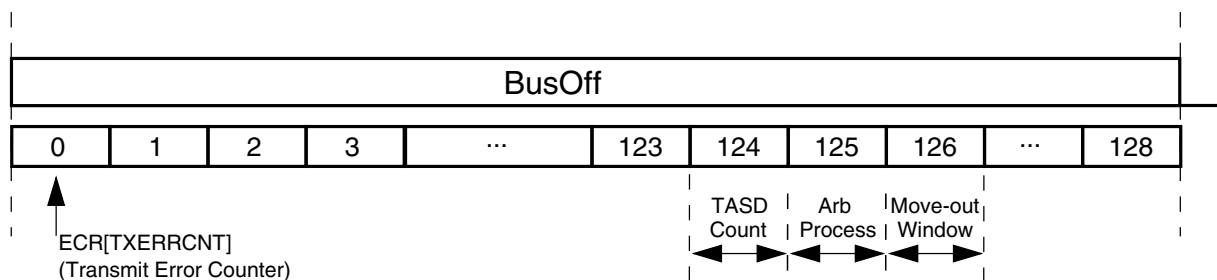 BusOff
0 1 2 3 ... 123 124 125 126 ... 128
TASD Count
Arb Process
Move-out Window
ECR[TXERRCNT]
(Transmit Error Counter)